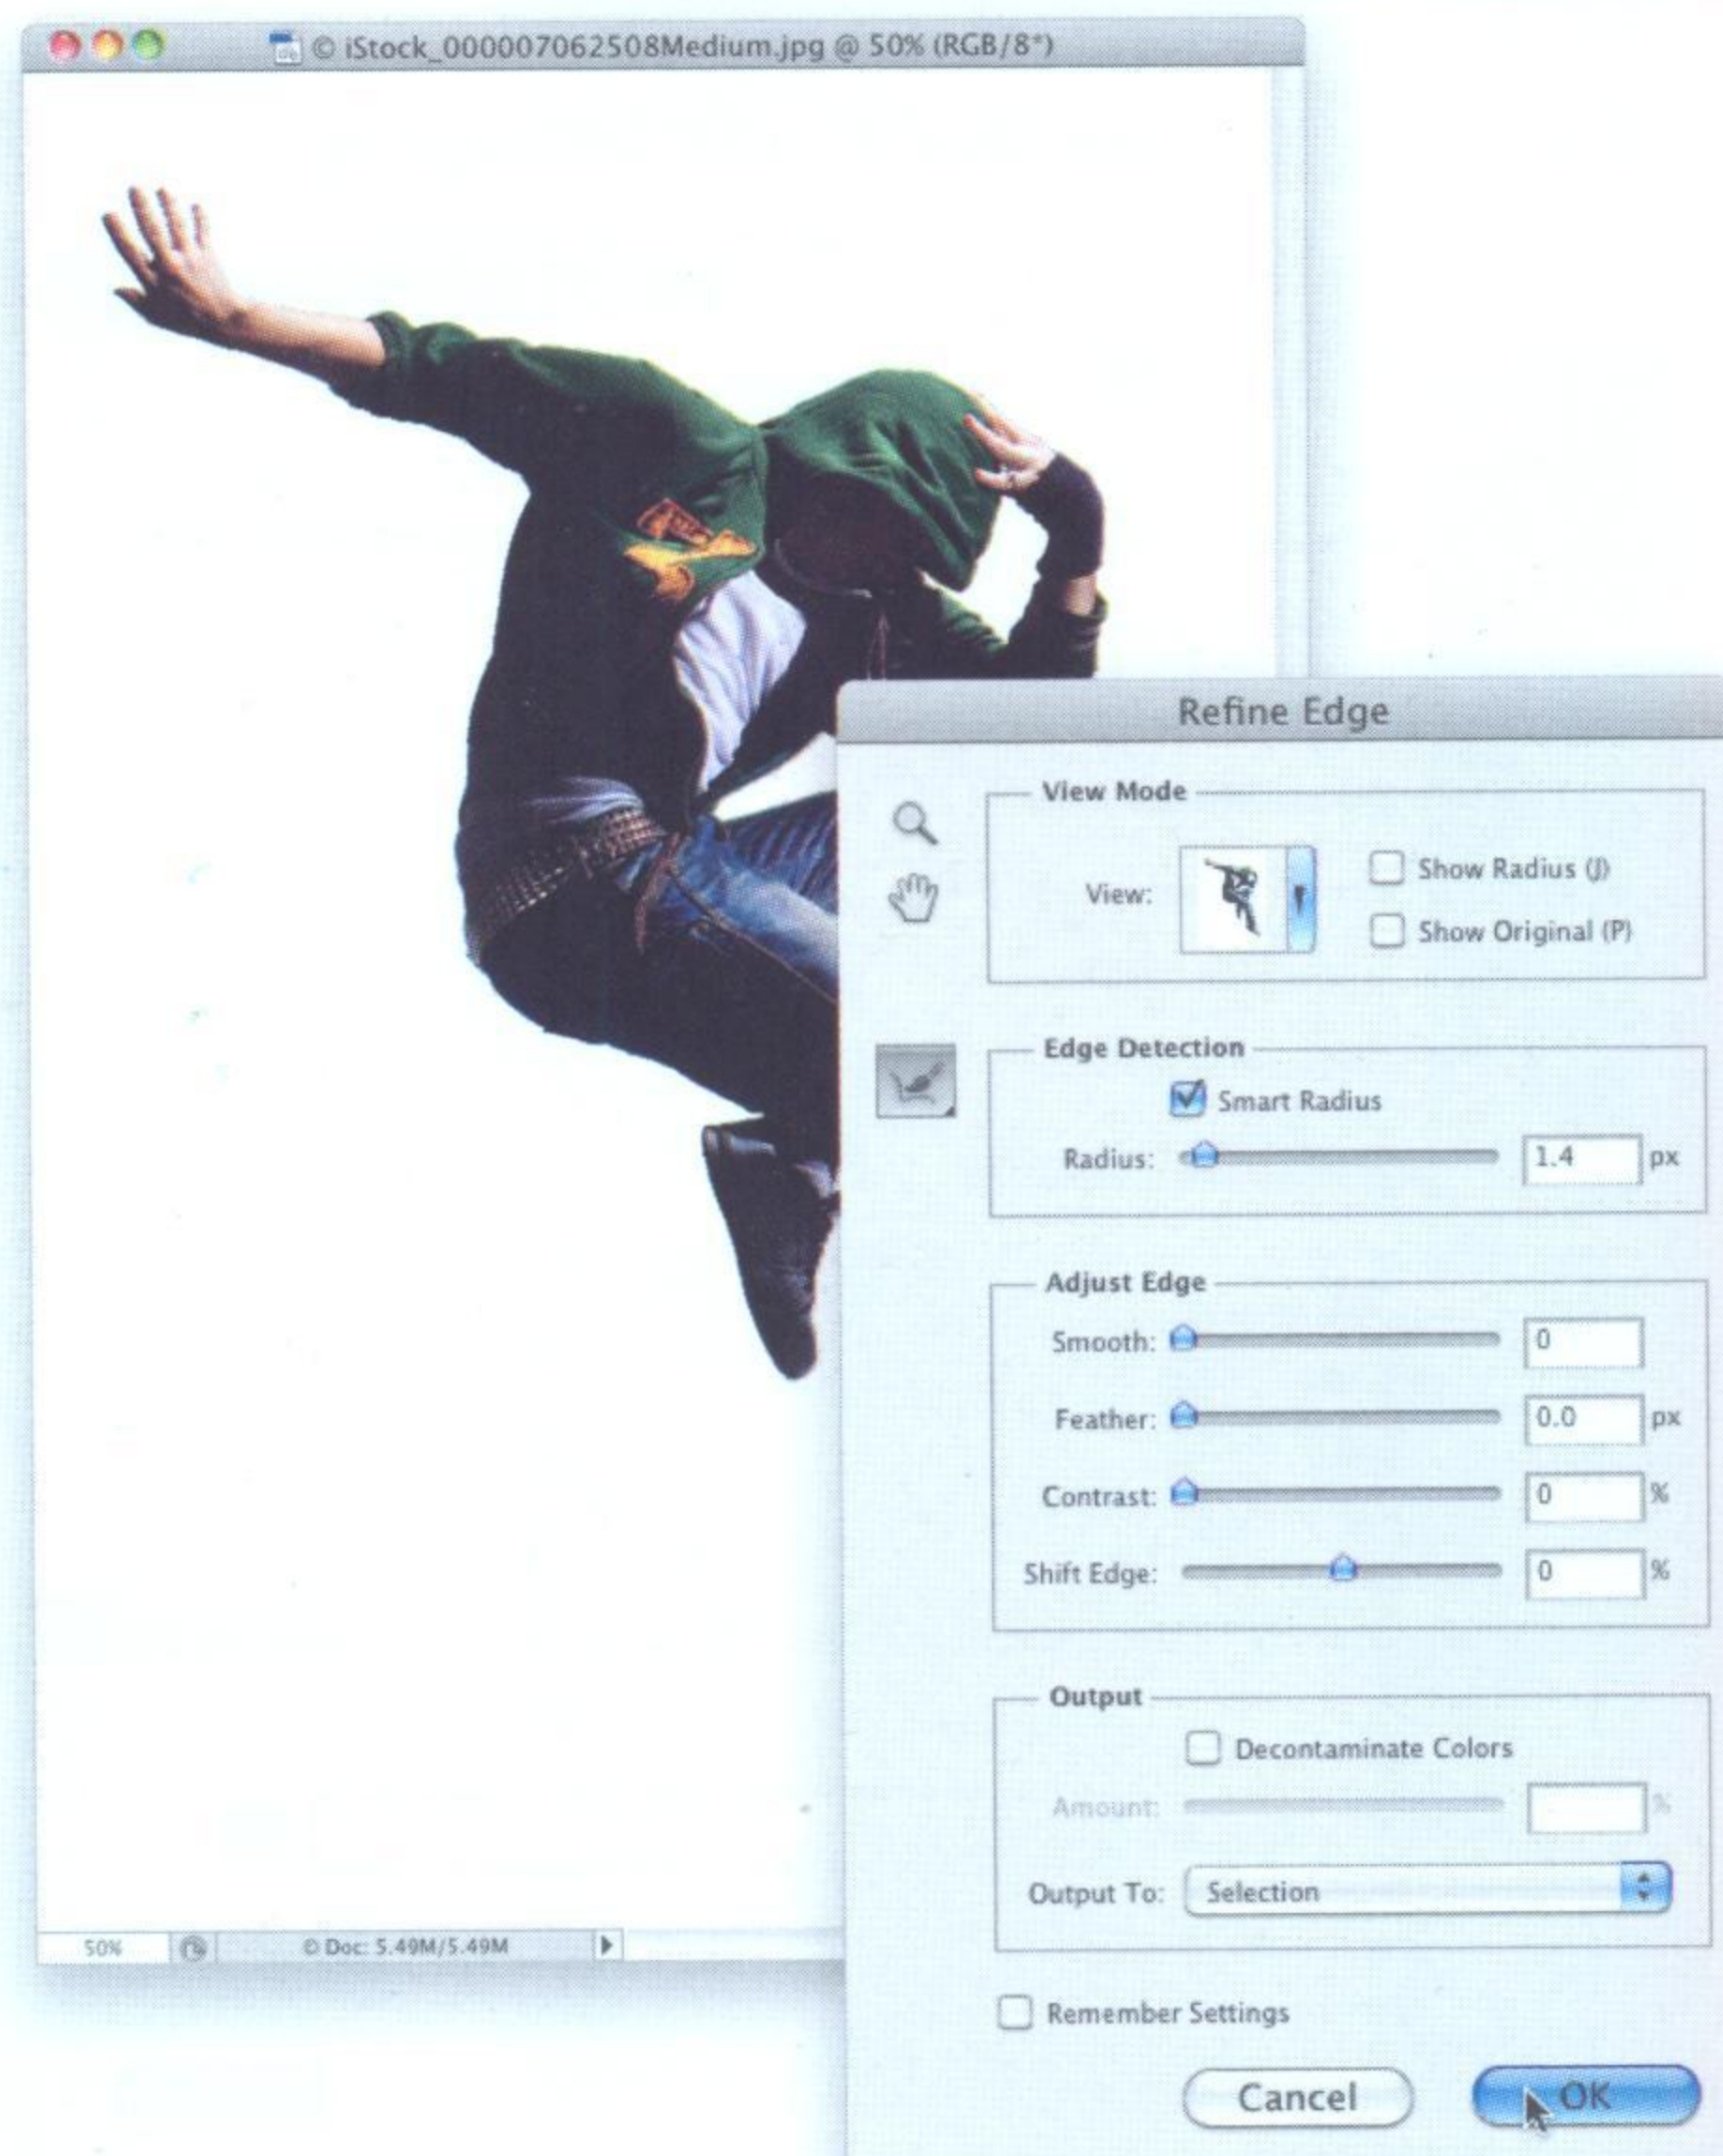 © iStock_000007062508Medium.jpg @ 50% (RGB/8*)
Refine Edge
View Mode
View:
Show Radius (J)
Show Original (P)
Edge Detection
Smart Radius
Radius: 1.4 px
Adjust Edge
Smooth: 0
Feather: 0.0 px
Contrast: 0 %
Shift Edge: 0 %
Output
Decontaminate Colors
Amount: %
Output To: Selection
50% © Doc: 5.49M/5.49M
Remember Settings
Cancel OK